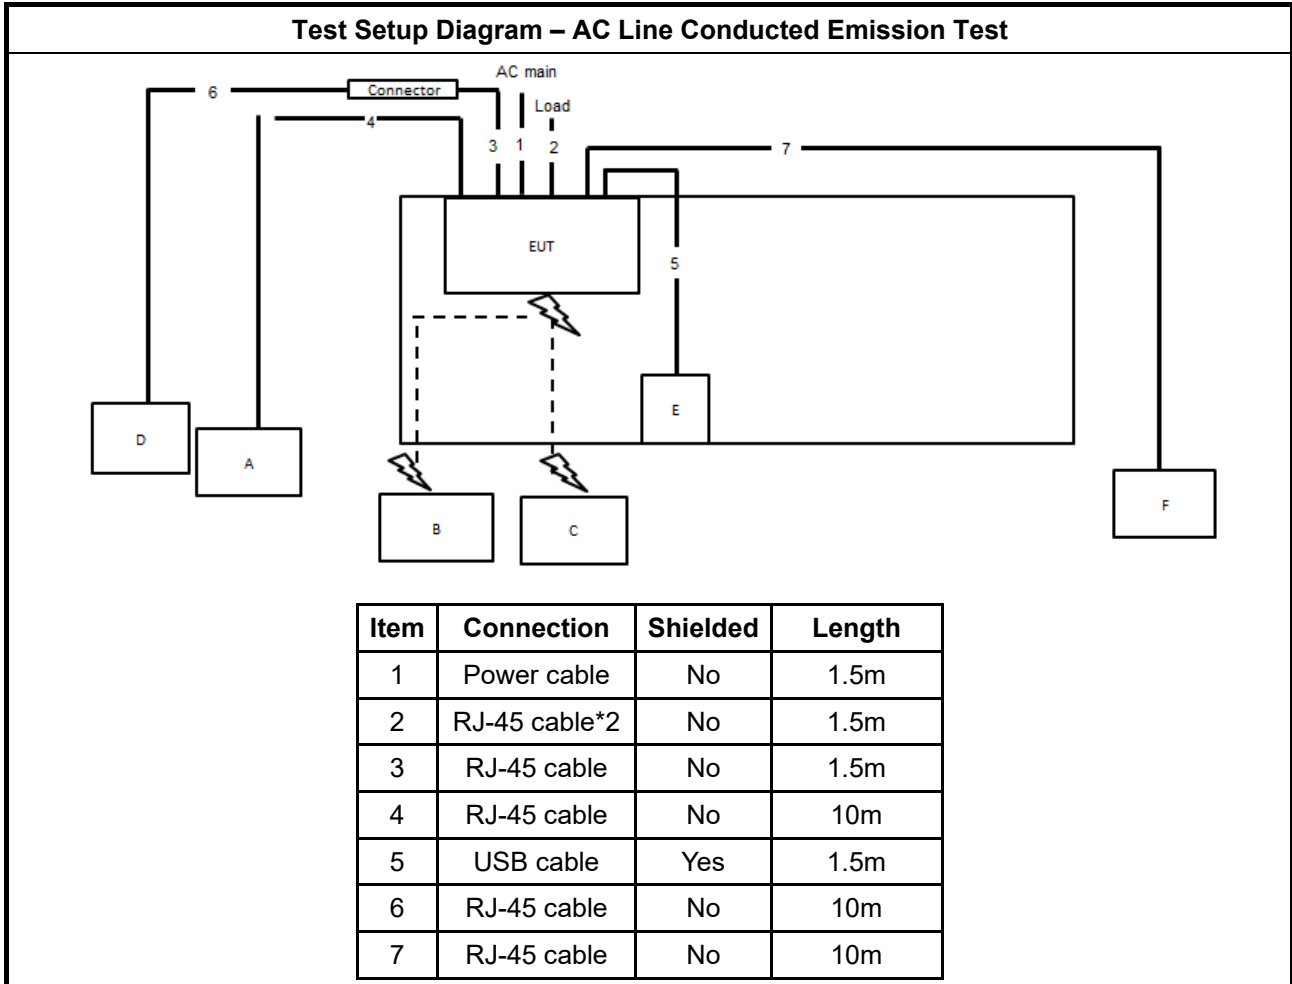 Test Setup Diagram – AC Line Conducted Emission Test
AC main
6
Connector
Load
4
3
1
2
7
EUT
5
E
D
A
B
C
F
Item Connection Shielded Length
1 Power cable No 1.5m
2 RJ-45 cable*2 No 1.5m
3 RJ-45 cable No 1.5m
4 RJ-45 cable No 10m
5 USB cable Yes 1.5m
6 RJ-45 cable No 10m
7 RJ-45 cable No 10m